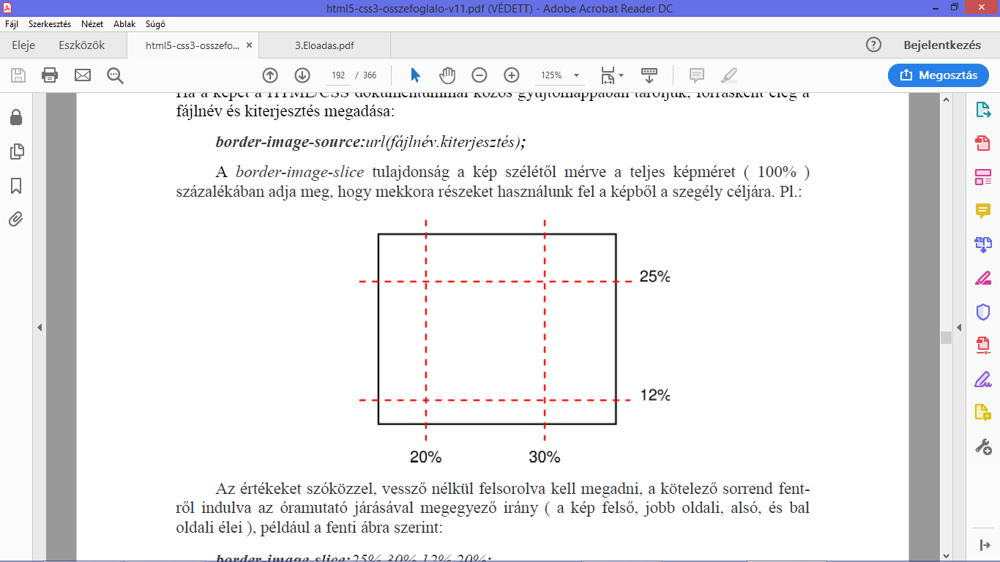 html5-css3-osszefoglalo-v11.pdf (VÉDETT) - Adobe Acrobat Reader DC
Fájl Szerkesztés Nézet Ablak Súgó
Eleje Eszközök html5-css3-osszefo... × 3.Eloadas.pdf ? Bejelentkezés
192 / 366 125% Megosztás
Ha a képet a HTML/CSS dokumentummal közös gyűjtőmappában tároljuk, forrásként elég a
fájlnév és kiterjesztés megadása:
border-image-source:url(fájlnév.kiterjesztés);
A border-image-slice tulajdonság a kép szélétől mérve a teljes képméret ( 100% )
százalékában adja meg, hogy mekkora részeket használunk fel a képből a szegély céljára. Pl.:
25%
12%
20% 30%
Az értékeket szóközzel, vessző nélkül felsorolva kell megadni, a kötelező sorrend fent-
ről indulva az óramutató járásával megegyező irány ( a kép felső, jobb oldali, alsó, és bal
oldali élei ), például a fenti ábra szerint:
border-image-slice:25% 30% 12% 20%;